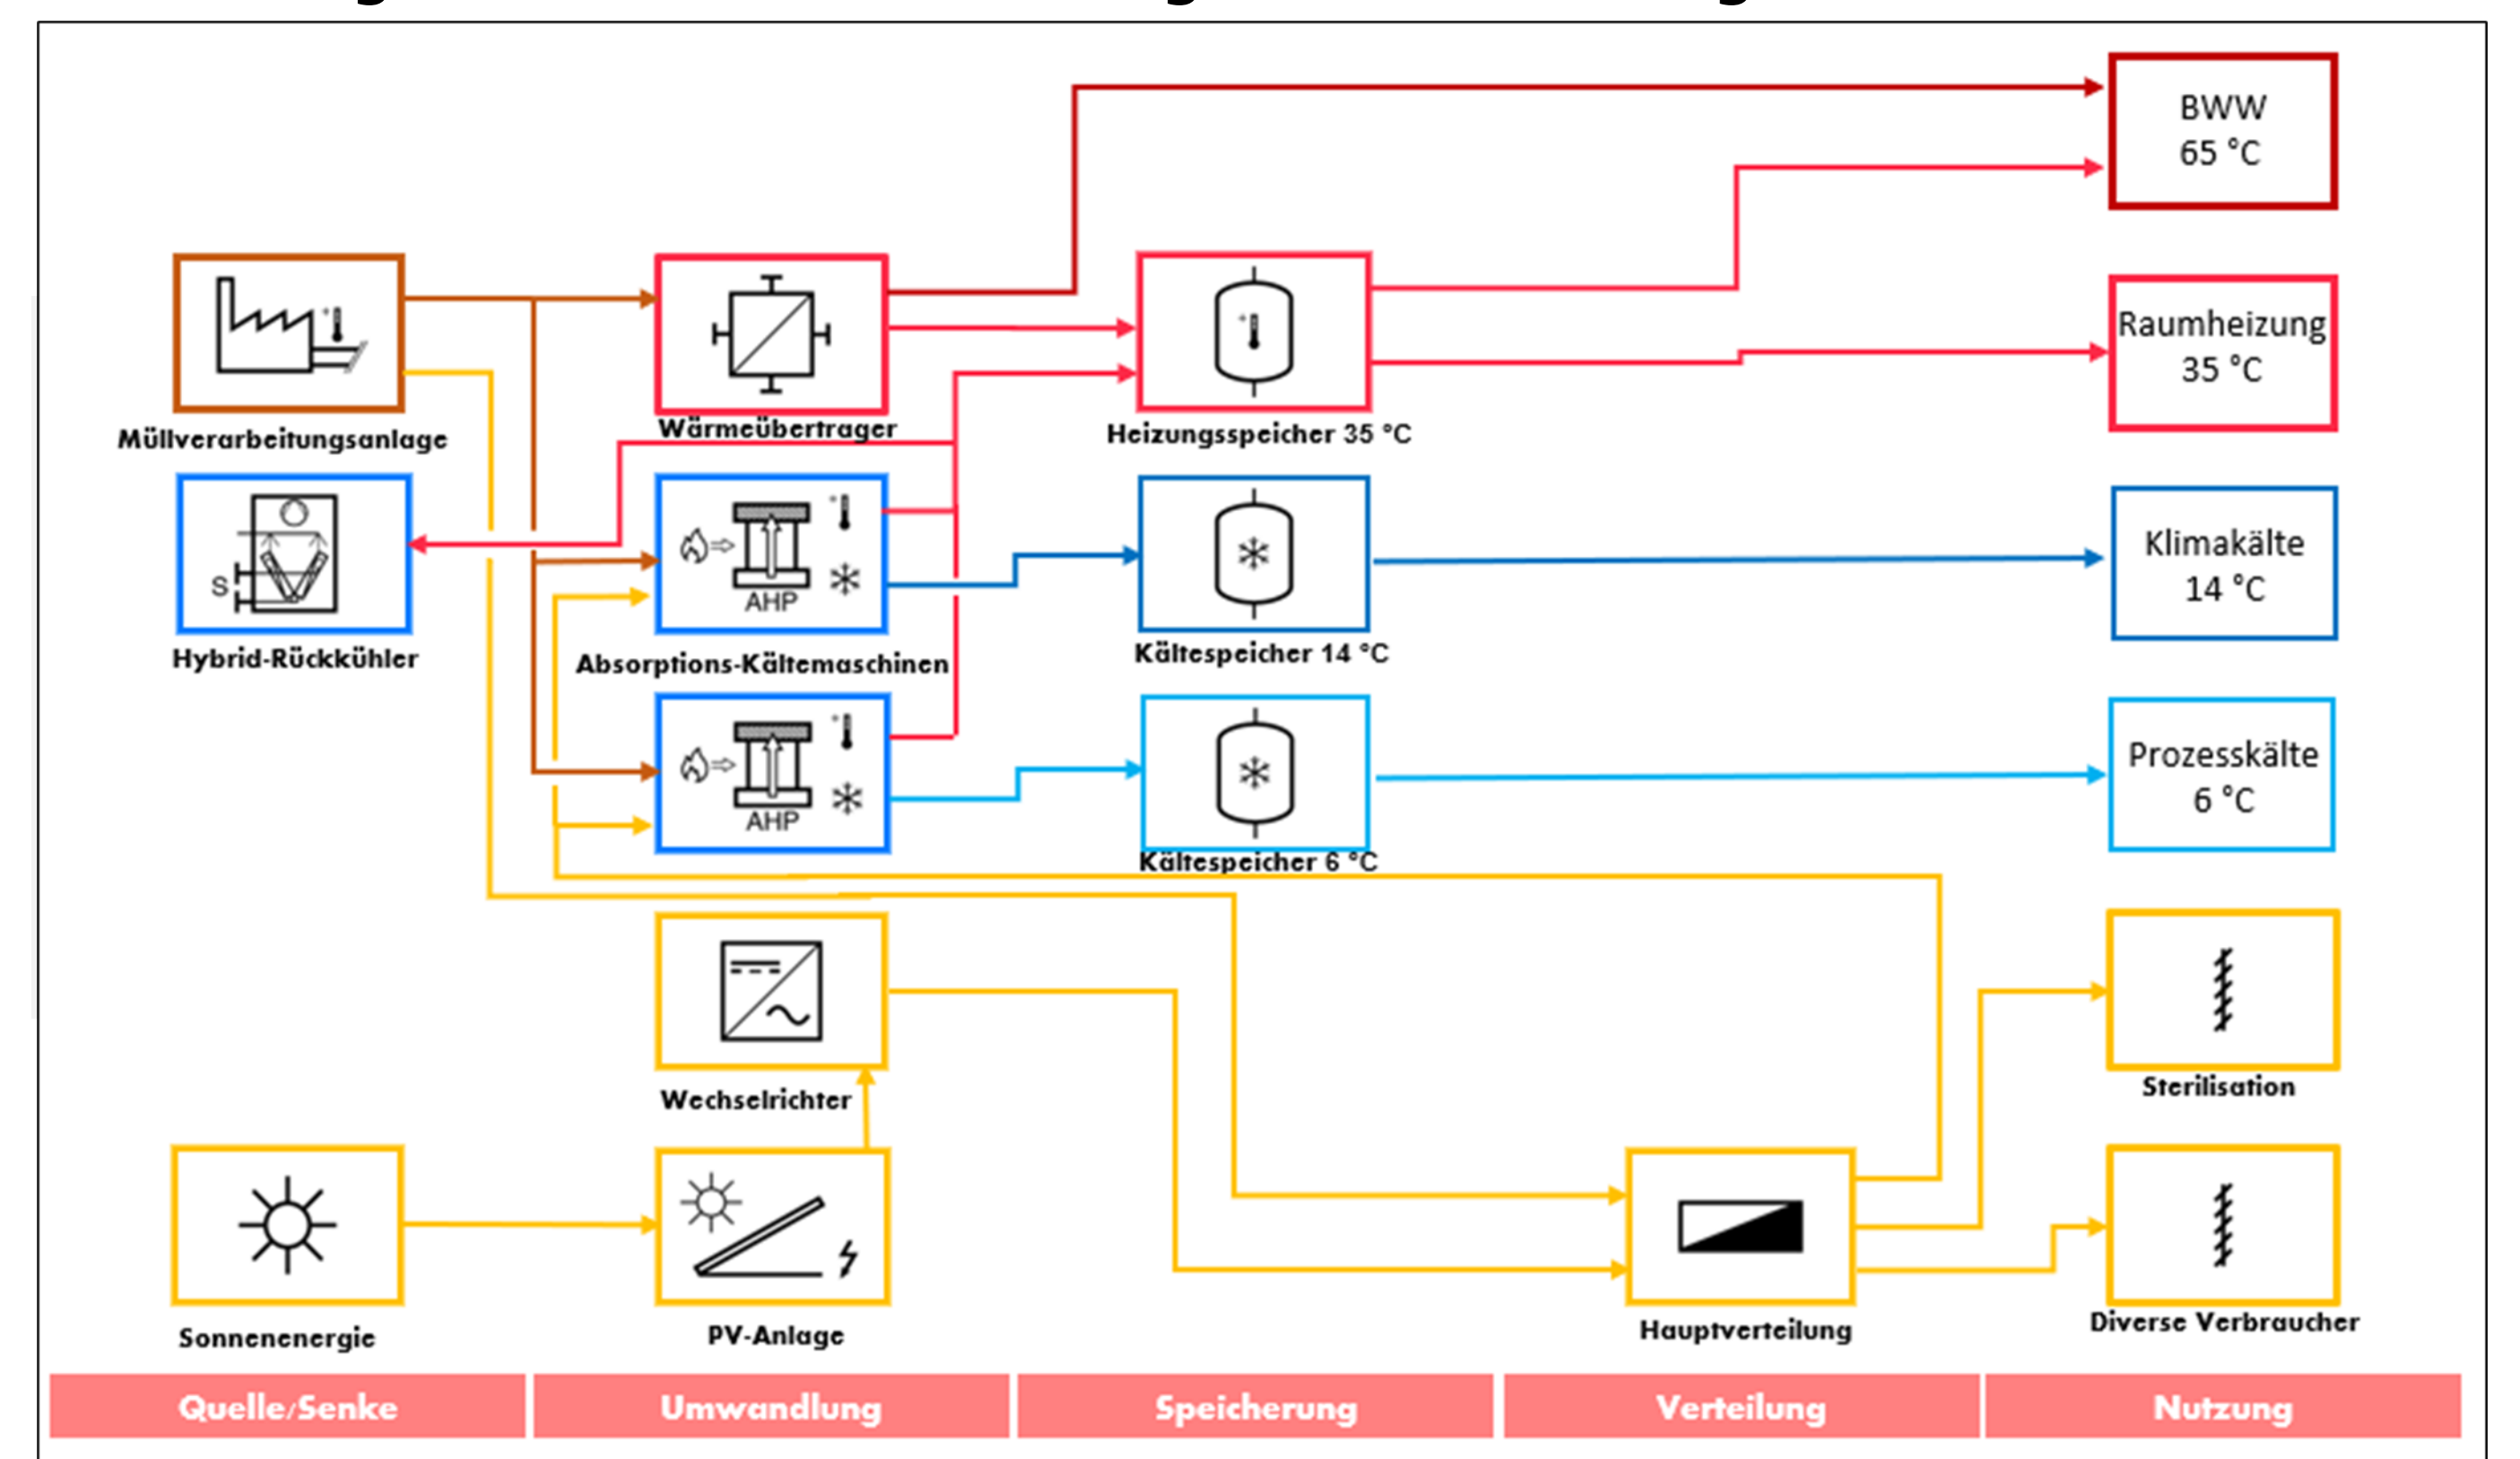 BWW
65 °C
Raumheizung
35 °C
Müllverarbeitungsanlage
Wärmeübertrager
Heizungsspeicher 35 °C
S
AHP
Klimakälte
14 °C
Hybrid-Rückkühler
Absorptions-Kältemaschinen
Kältespeicher 14 °C
AHP
Prozesskälte
6 °C
Kältespeicher 6 °C
Wechselrichter
Sterilisation
Sonnenenergie
PV-Anlage
Hauptverteilung
Diverse Verbraucher
Quelle/Senke
Umwandlung
Speicherung
Verteilung
Nutzung